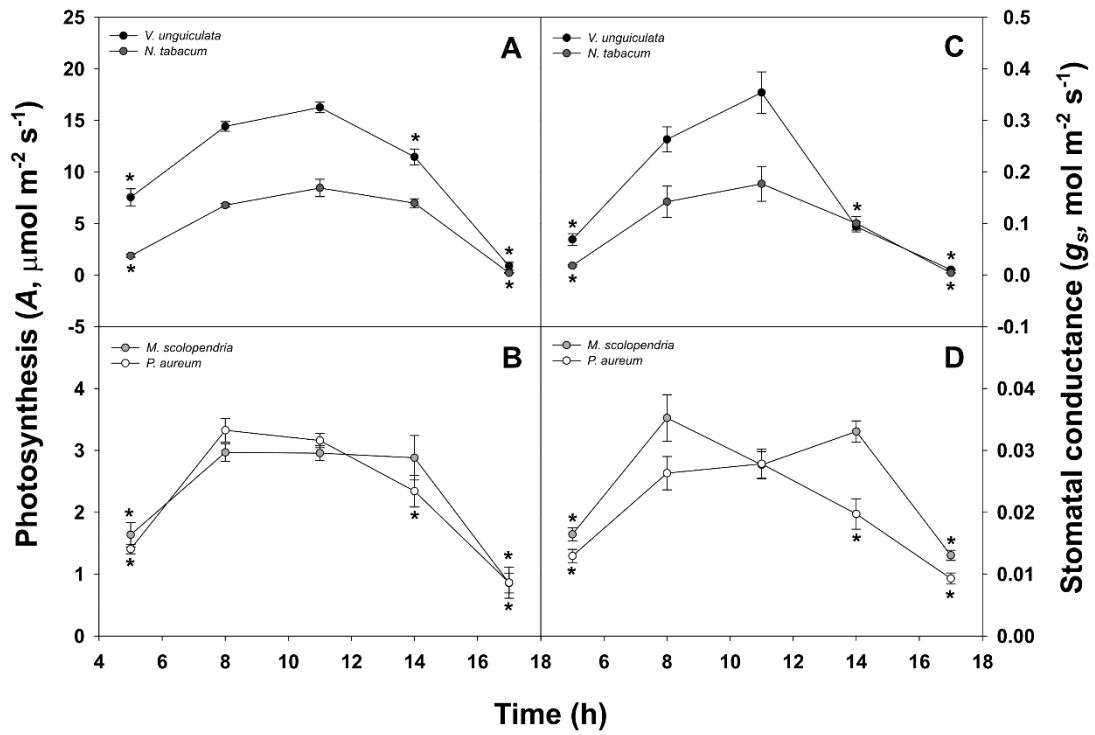 Photosynthesis (A, μmol m-2 s-1)
25
20
15
10
5
0
-5
V. unguiculata
N. tabacum
A
*
*
*
*
*
V. unguiculata
N. tabacum
C
*
*
*
*
*
0.5
0.4
0.3
0.2
0.1
0.0
-0.1
Stomatal conductance (gs, mol m-2 s-1)
4
3
2
1
0
M. scolopendria
P. aureum
B
*
*
*
*
*
M. scolopendria
P. aureum
D
*
*
*
*
*
0.04
0.03
0.02
0.01
0.00
4 6 8 10 12 14 16 18 6 8 10 12 14 16 18
Time (h)